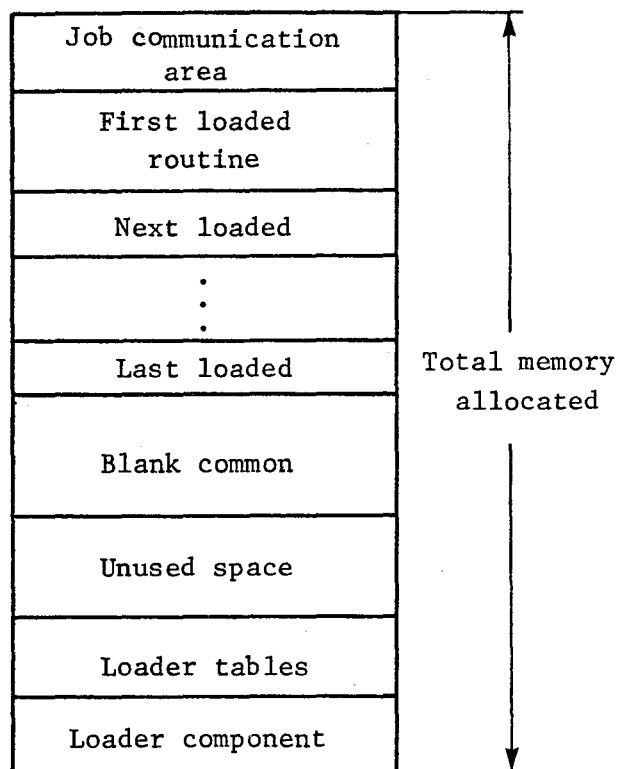 Job communication
area
First loaded
routine
Next loaded
.
.
.
Last loaded
Blank common
Unused space
Loader tables
Loader component
Total memory
allocated